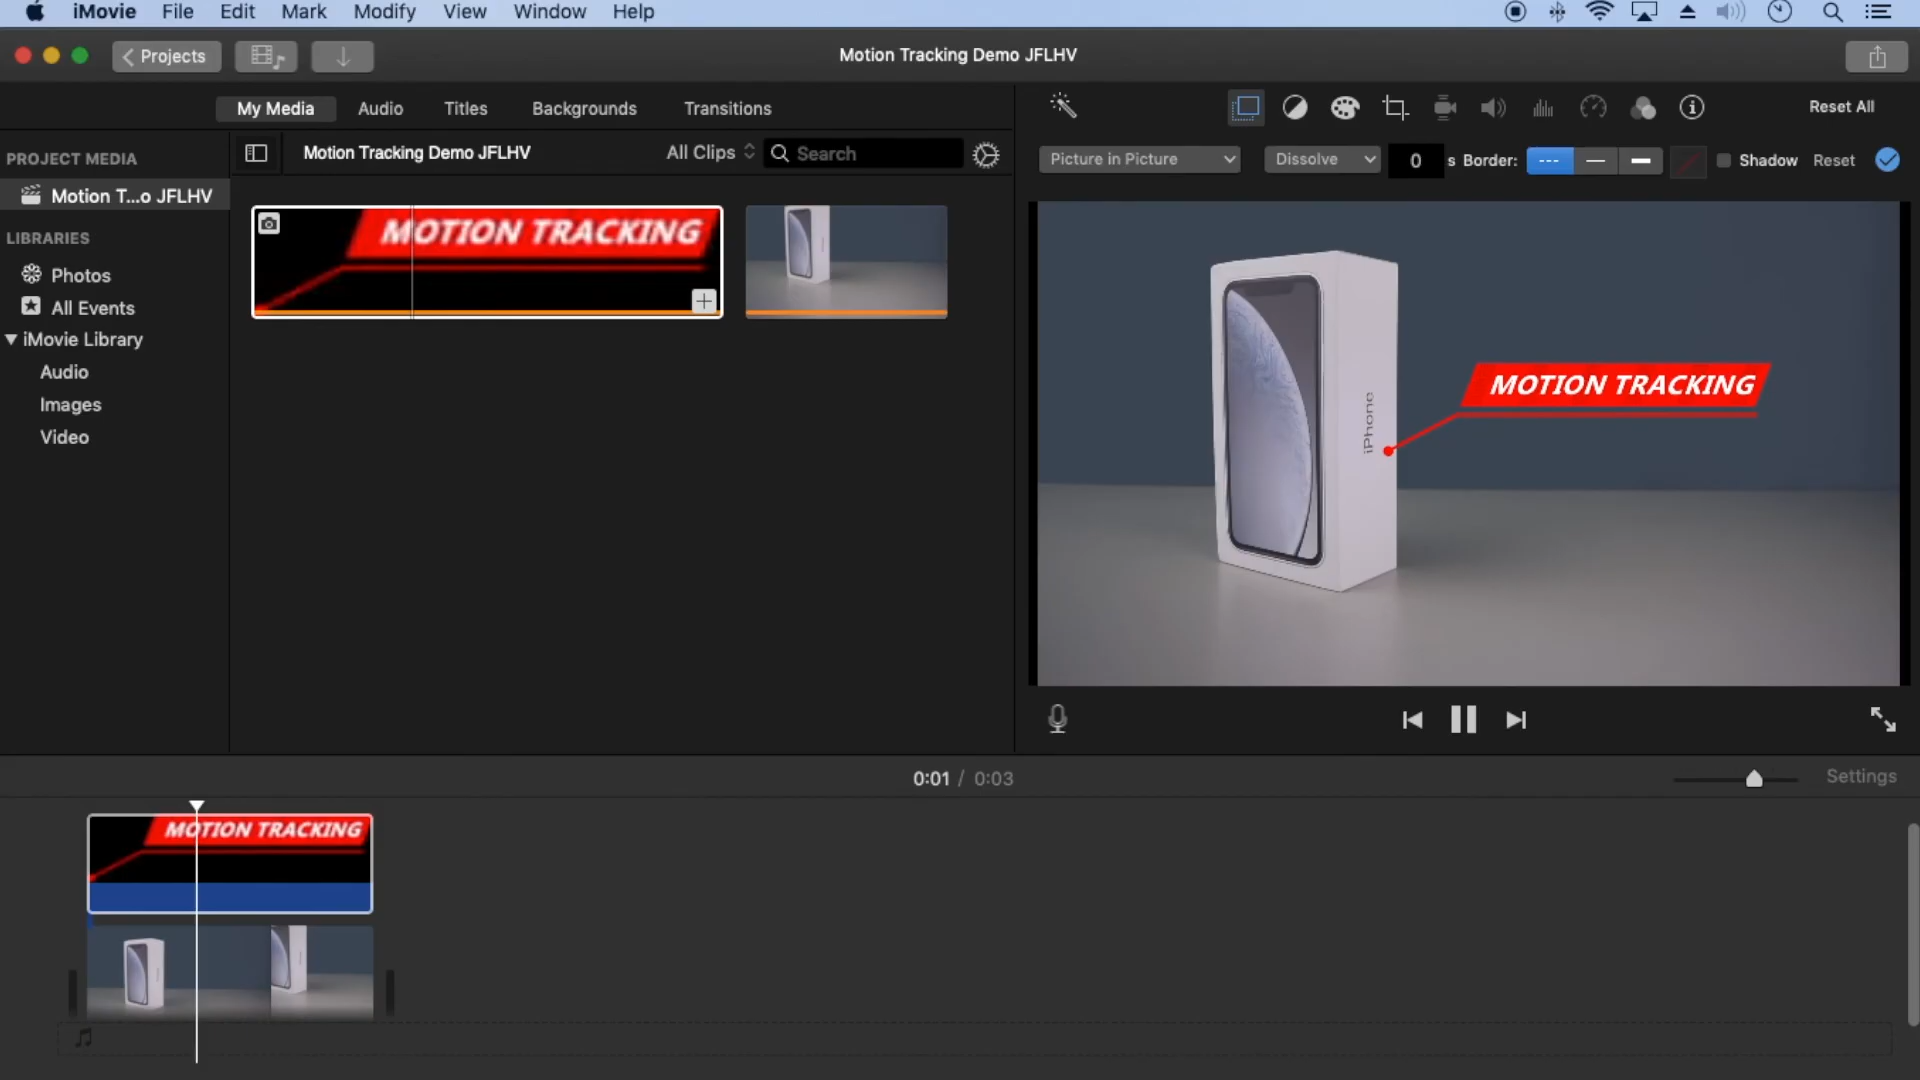 iMovie File Edit Mark Modify View Window Help
Projects
Motion Tracking Demo JFLHV
My Media Audio Titles Backgrounds Transitions
Reset All
PROJECT MEDIA
Motion T...o JFLHV
LIBRARIES
Photos
All Events
iMovie Library
Audio
Images
Video
Motion Tracking Demo JFLHV
All Clips
Search
MOTION TRACKING
Picture in Picture
Dissolve
0 s Border:
Shadow
Reset
MOTION TRACKING
iPhone
0:01 / 0:03
Settings
MOTION TRACKING